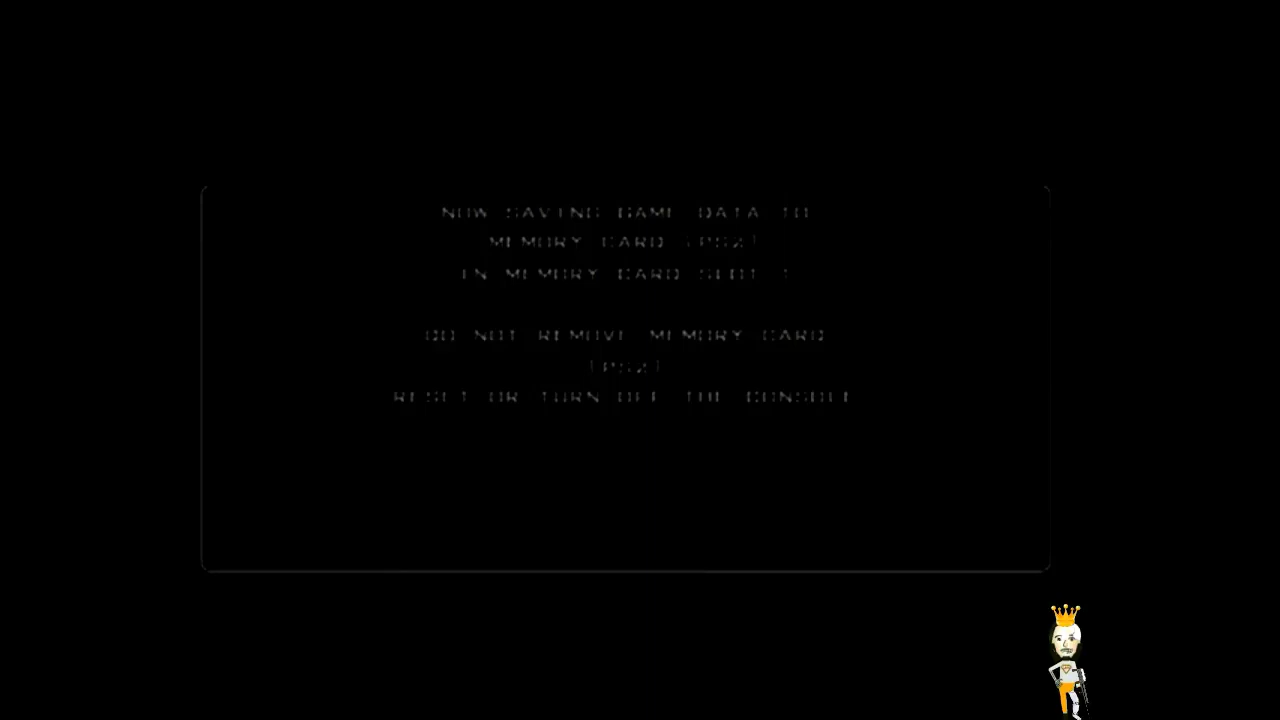 NOW SAVING GAME DATA TO
MEMORY CARD (PS2)
IN MEMORY CARD SLOT 1
DO NOT REMOVE MEMORY CARD
(PS2)
RESET OR TURN OFF THE CONSOLE